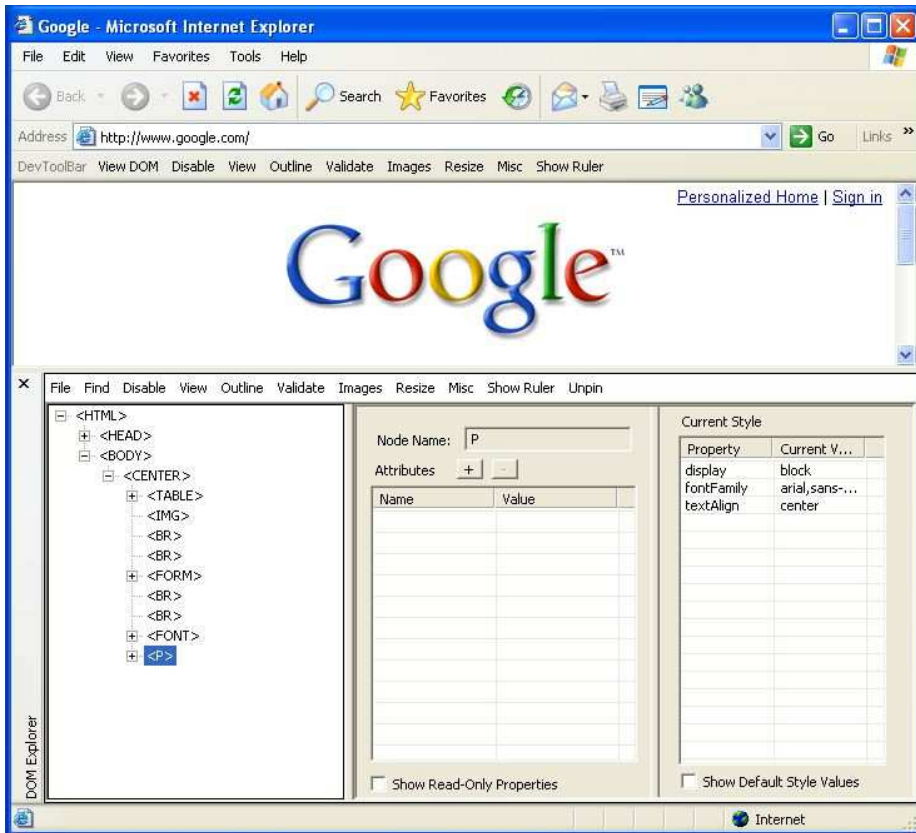 Google - Microsoft Internet Explorer
File Edit View Favorites Tools Help
Back Search Favorites
Address http://www.google.com/ Go Links »
DevToolBar View DOM Disable View Outline Validate Images Resize Misc Show Ruler
Personalized Home | Sign in
Google™
File Find Disable View Outline Validate Images Resize Misc Show Ruler Unpin
<HTML>
<HEAD>
<BODY>
<CENTER>
<TABLE>
<IMG>
<BR>
<BR>
<FORM>
<BR>
<BR>
<FONT>
<P>
DOM Explorer
Node Name: P
Attributes + -
Name Value
Show Read-Only Properties
Current Style
Property Current V...
display block
fontFamily arial,sans-...
textAlign center
Show Default Style Values
Internet